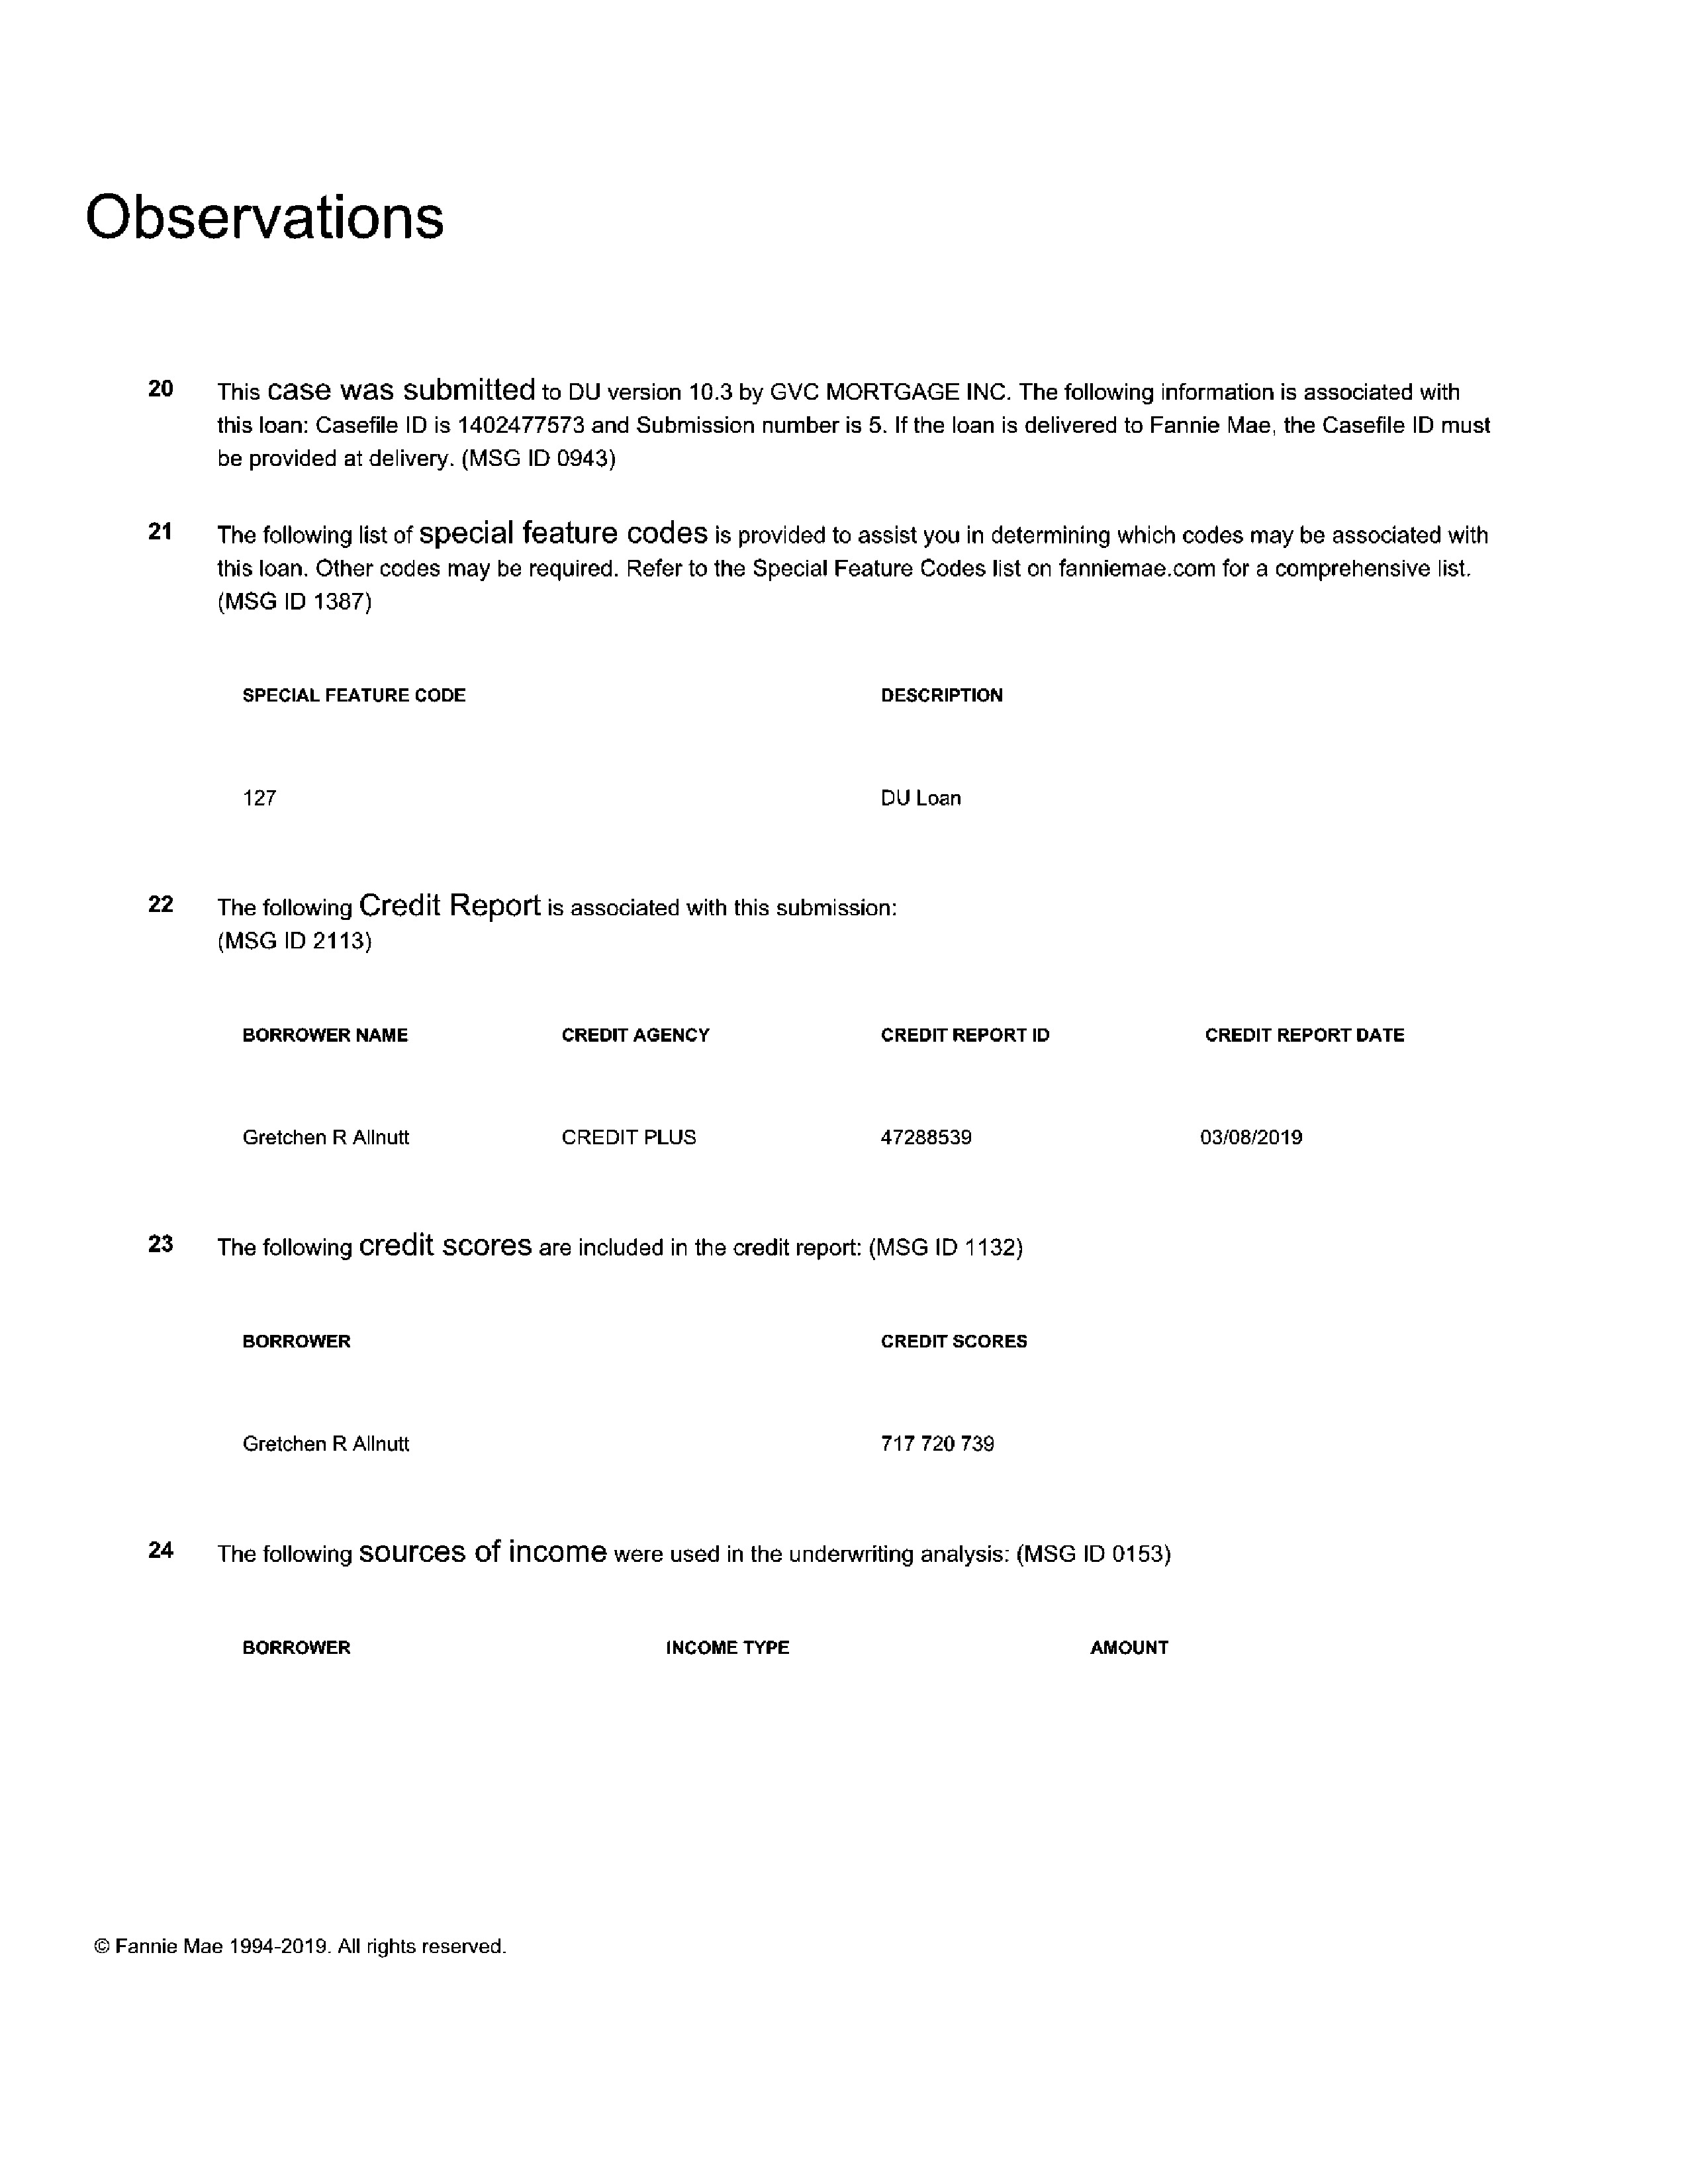 Observations
20 This case was submitted to DU version 10.3 by GVC MORTGAGE INC. The following information is associated with
this loan: Casefile ID is 1402477573 and Submission number is 5. If the loan is delivered to Fannie Mae, the Casefile ID must
be provided at delivery. (MSG ID 0943)
21 The following list of special feature codes is provided to assist you in determining which codes may be associated with
this loan. Other codes may be required. Refer to the Special Feature Codes list on fanniemae.com for a comprehensive list.
(MSG ID 1387)
SPECIAL FEATURE CODE DESCRIPTION
127 DU Loan
22 The following Credit Report is associated with this submission:
(MSG ID 2113)
BORROWER NAME CREDIT AGENCY CREDIT REPORT ID CREDIT REPORT DATE
Gretchen R Allnutt CREDIT PLUS 47288539 03/08/2019
23 The following credit scores are included in the credit report: (MSG ID 1132)
BORROWER CREDIT SCORES
Gretchen R Allnutt 717 720 739
24 The following sources of income were used in the underwriting analysis: (MSG ID 0153)
BORROWER INCOME TYPE AMOUNT
© Fannie Mae 1994-2019. All rights reserved.